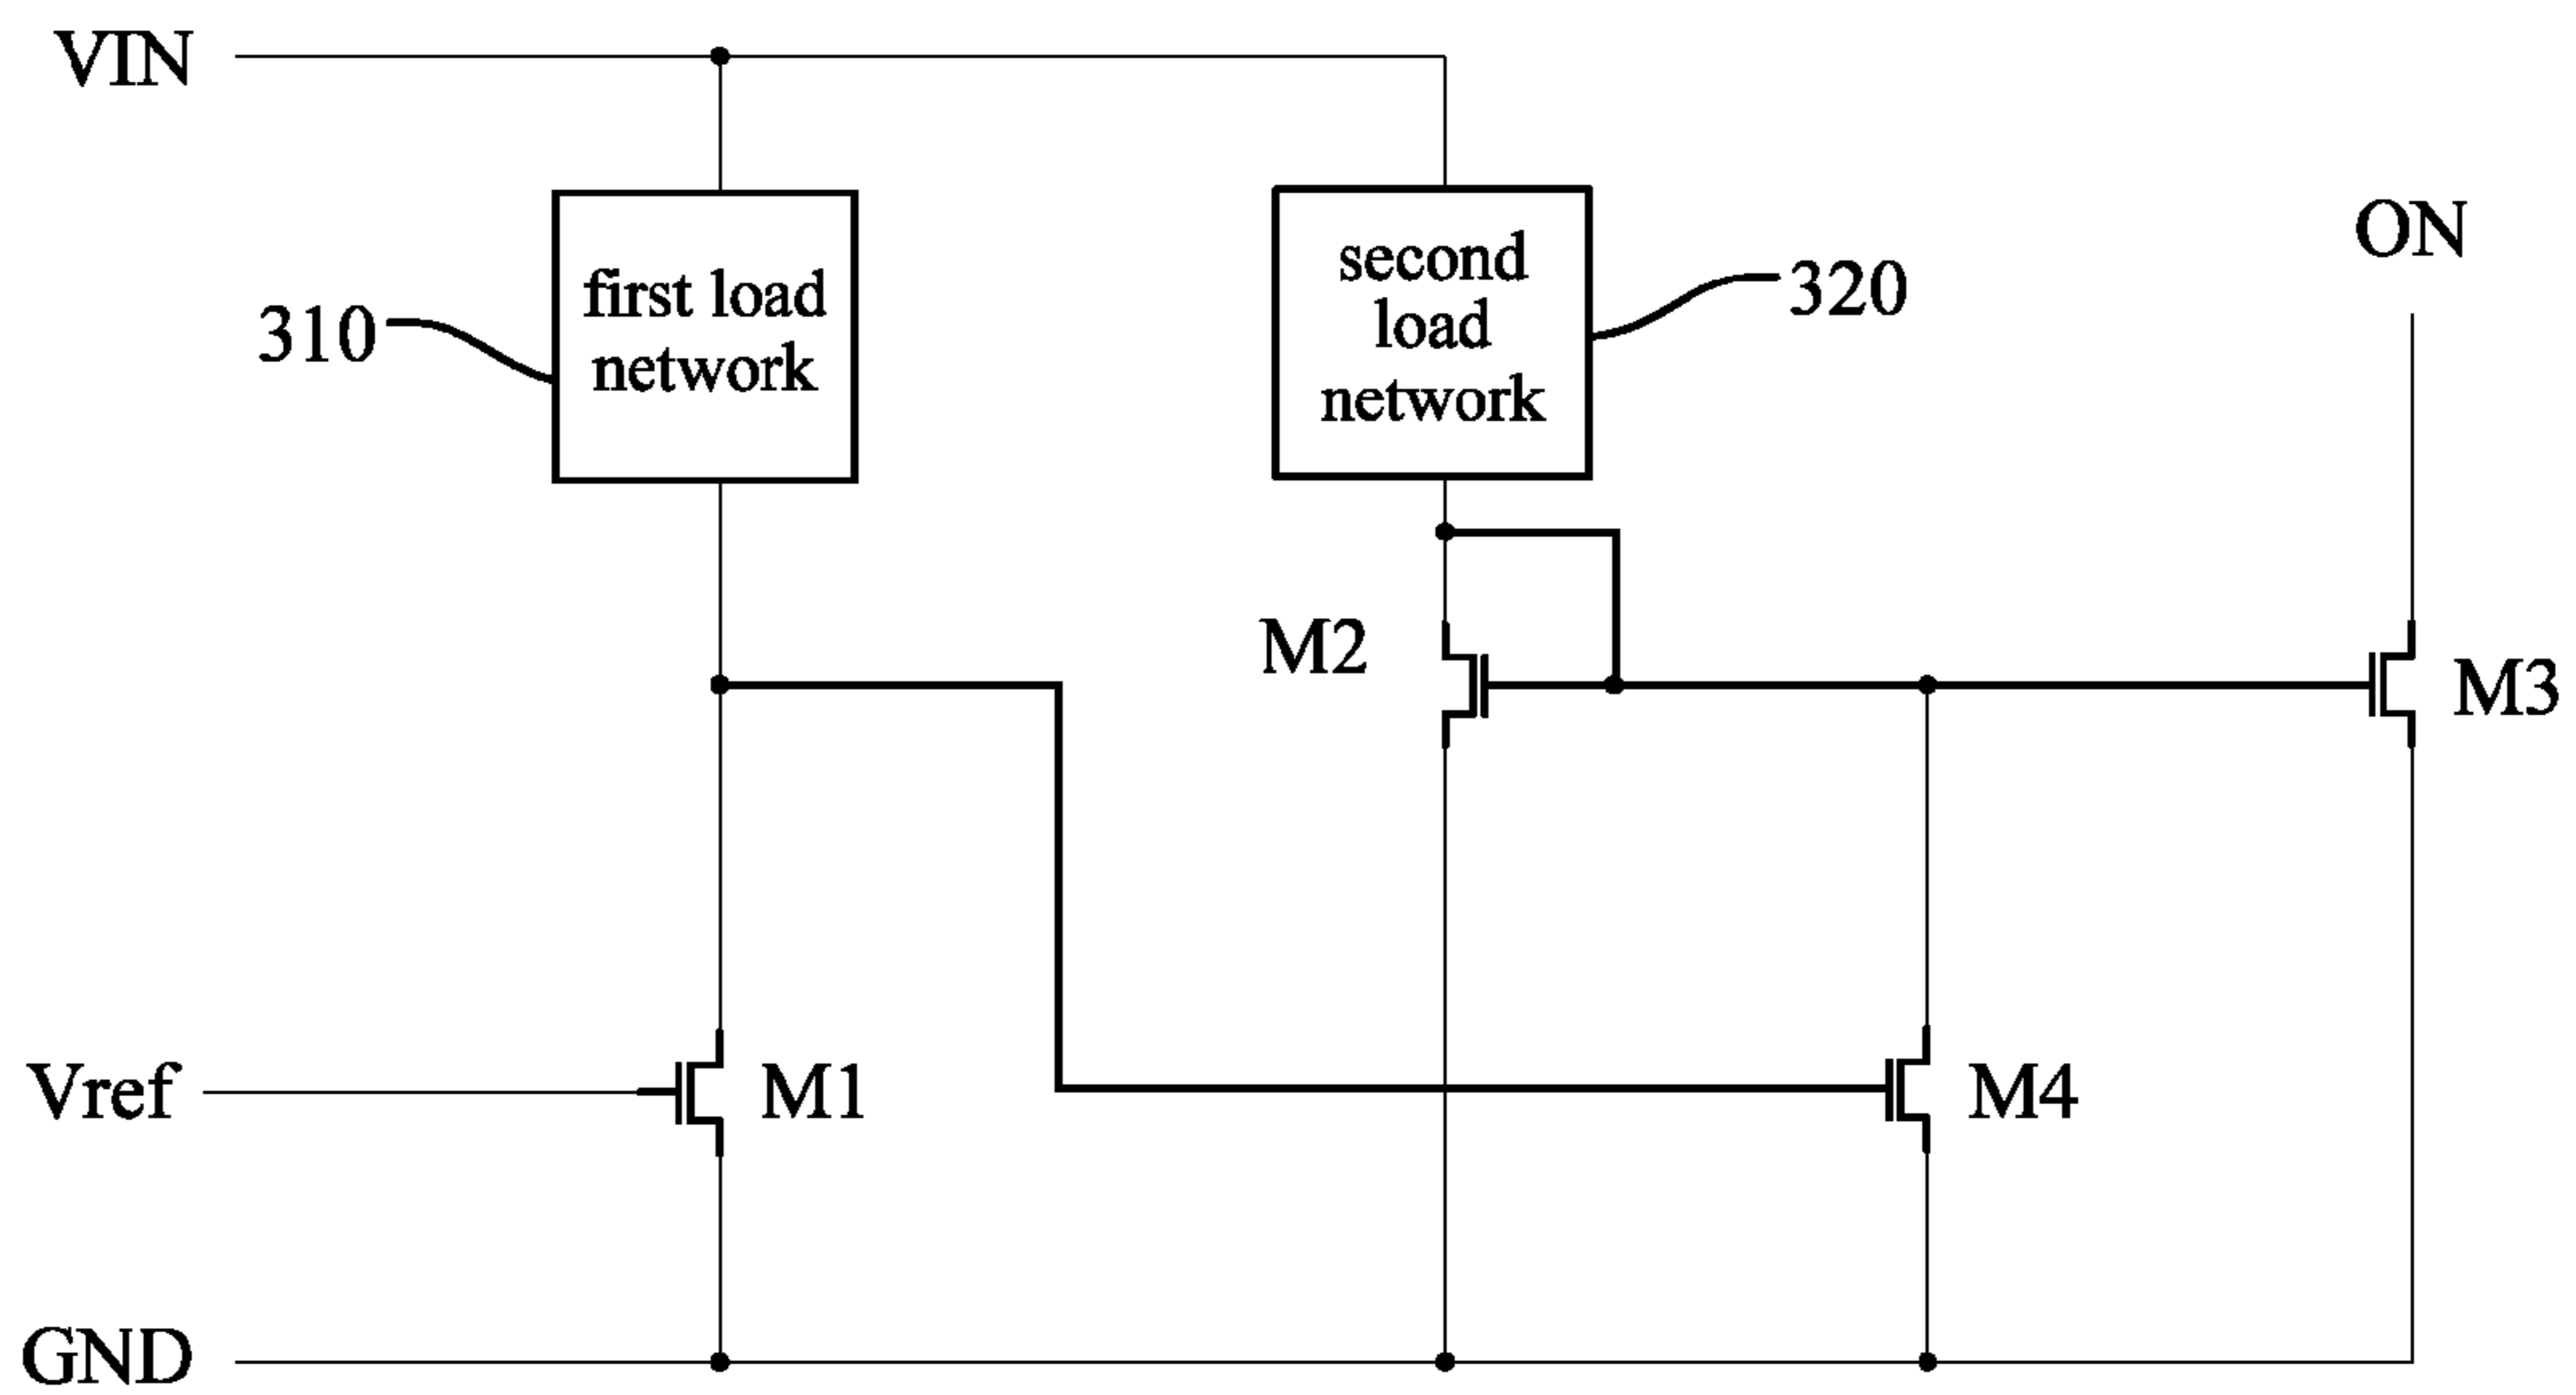 VIN
ON
first load
network
second
load
network
310
320
M2
M3
Vref
M1
M4
GND